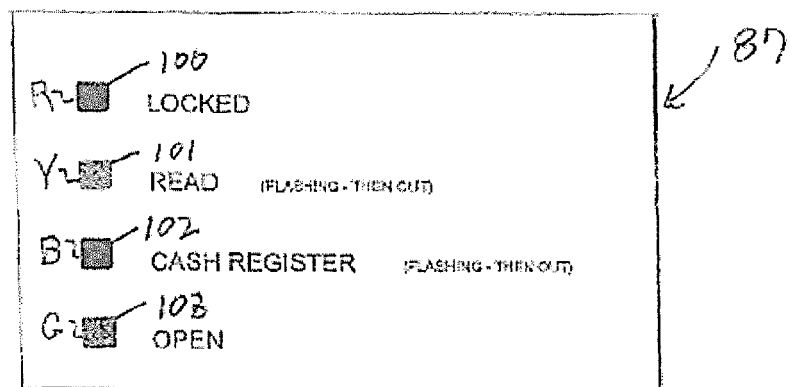 100
87
R LOCKED
101
Y READ (FLASHING - THEN OUT)
102
B CASH REGISTER (FLASHING - THEN OUT)
103
G OPEN